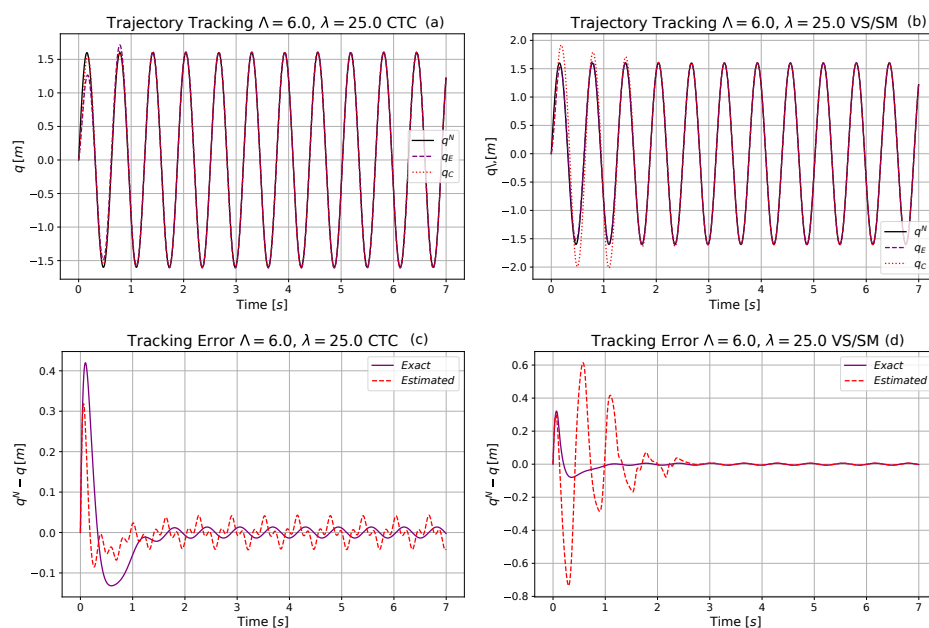 Trajectory Tracking Λ = 6.0, λ = 25.0 CTC (a)
q [m]
1.5
1.0
0.5
0.0
−0.5
−1.0
−1.5
q^N
q_E
q_C
0 1 2 3 4 5 6 7
Time [s]
Trajectory Tracking Λ = 6.0, λ = 25.0 VS/SM (b)
q\,[m]
2.0
1.5
1.0
0.5
0.0
−0.5
−1.0
−1.5
−2.0
q^N
q_E
q_C
0 1 2 3 4 5 6 7
Time [s]
Tracking Error Λ = 6.0, λ = 25.0 CTC (c)
q^N − q [m]
0.4
0.3
0.2
0.1
0.0
−0.1
Exact
Estimated
0 1 2 3 4 5 6 7
Time [s]
Tracking Error Λ = 6.0, λ = 25.0 VS/SM (d)
q^N − q [m]
0.6
0.4
0.2
0.0
−0.2
−0.4
−0.6
−0.8
Exact
Estimated
0 1 2 3 4 5 6 7
Time [s]